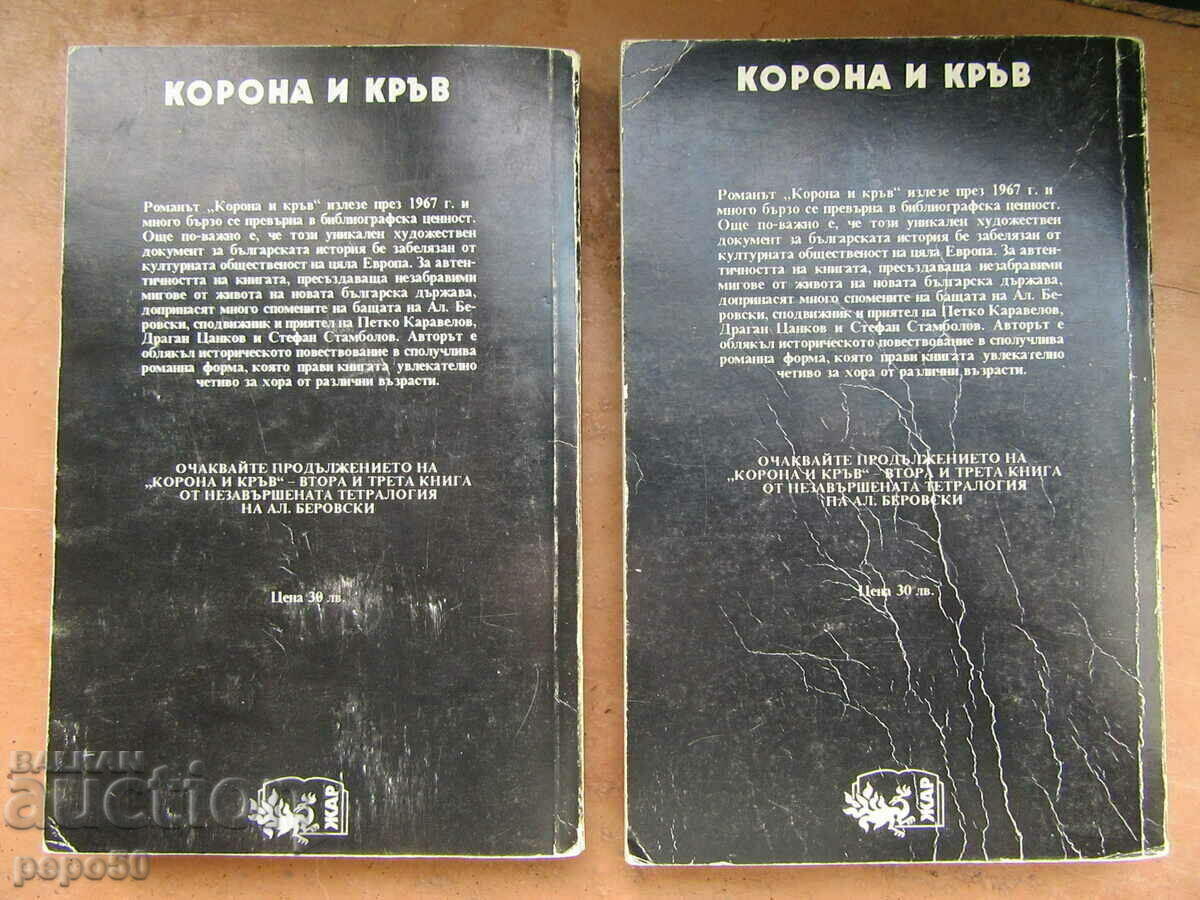 КОРОНА И КРЪВ
Романът „Корона и кръв“ излезе през 1967 г. и
много бързо се превърна в библиографска ценност.
Още по-важно е, че този уникален художествен
документ за българската история бе забелязан от
културната общественост на цяла Европа. За автен-
тичността на книгата, пресъздаваща незабравими
мигове от живота на новата българска държава,
допринасят много спомените на бащата на Ал. Бе-
ровски, сподвижник и приятел на Петко Каравелов,
Драган Цанков и Стефан Стамболов. Авторът е
облякъл историческото повествование в сполучлива
романна форма, която прави книгата увлекателно
четиво за хора от различни възрасти.
ОЧАКВАЙТЕ ПРОДЪЛЖЕНИЕТО НА
„КОРОНА И КРЪВ“ – ВТОРА И ТРЕТА КНИГА
ОТ НЕЗАВЪРШЕНАТА ТЕТРАЛОГИЯ
НА АЛ. БЕРОВСКИ
Цена 30 лв.
ЖАР
КОРОНА И КРЪВ
Романът „Корона и кръв“ излезе през 1967 г. и
много бързо се превърна в библиографска ценност.
Още по-важно е, че този уникален художествен
документ за българската история бе забелязан от
културната общественост на цяла Европа. За автен-
тичността на книгата, пресъздаваща незабравими
мигове от живота на новата българска държава,
допринасят много спомените на бащата на Ал. Бе-
ровски, сподвижник и приятел на Петко Каравелов,
Драган Цанков и Стефан Стамболов. Авторът е
облякъл историческото повествование в сполучлива
романна форма, която прави книгата увлекателно
четиво за хора от различни възрасти.
ОЧАКВАЙТЕ ПРОДЪЛЖЕНИЕТО НА
„КОРОНА И КРЪВ“ – ВТОРА И ТРЕТА КНИГА
ОТ НЕЗАВЪРШЕНАТА ТЕТРАЛОГИЯ
НА АЛ. БЕРОВСКИ
Цена 30 лв.
ЖАР
BALKAN
auction
pepo50